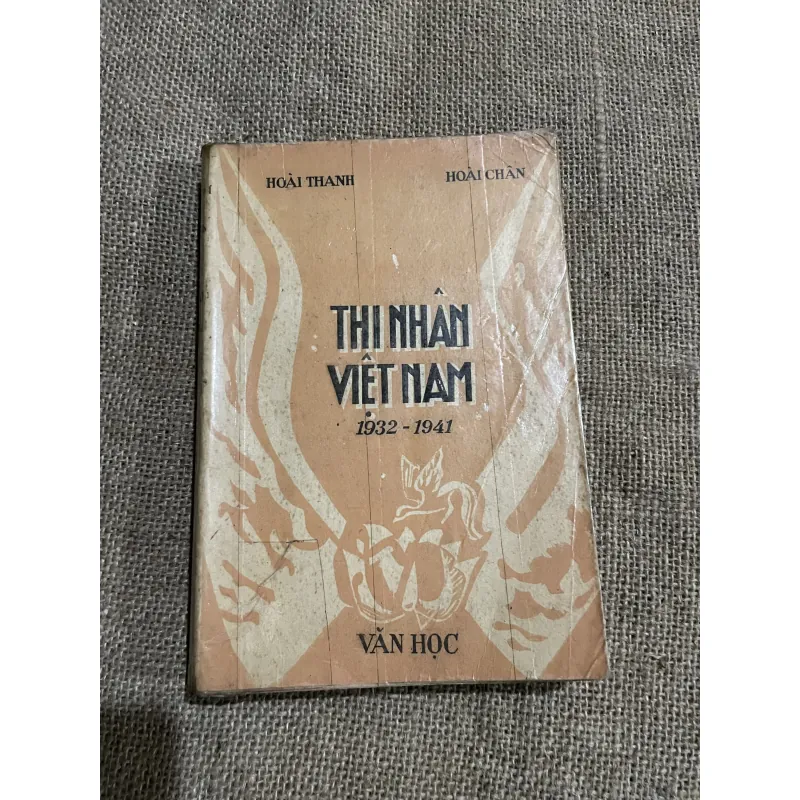 HOÀI THANH HOÀI CHÂN
THI NHÂN
VIỆT NAM
1932 - 1941
VĂN HỌC